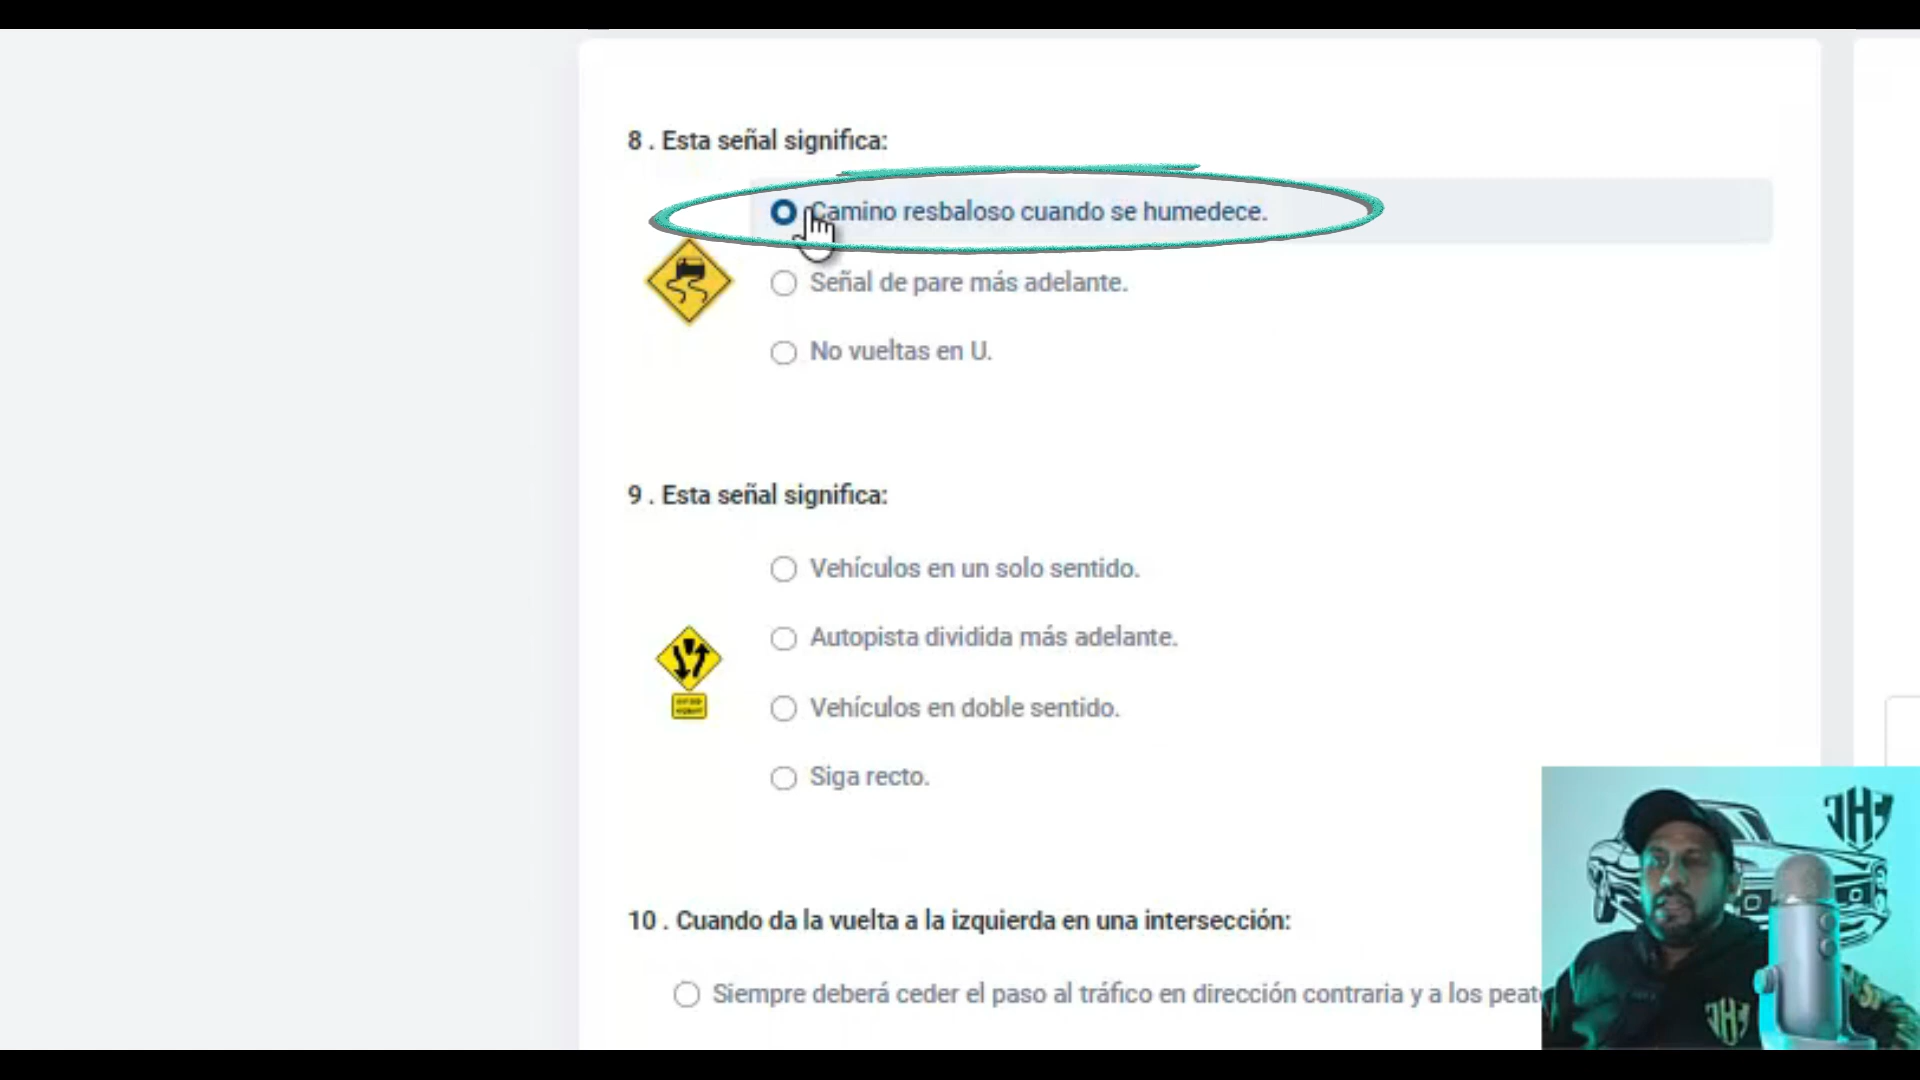 8 . Esta señal significa:
Camino resbaloso cuando se humedece.
Señal de pare más adelante.
No vueltas en U.
9 . Esta señal significa:
Vehículos en un solo sentido.
Autopista dividida más adelante.
Vehículos en doble sentido.
Siga recto.
10 . Cuando da la vuelta a la izquierda en una intersección:
Siempre deberá ceder el paso al tráfico en dirección contraria y a los